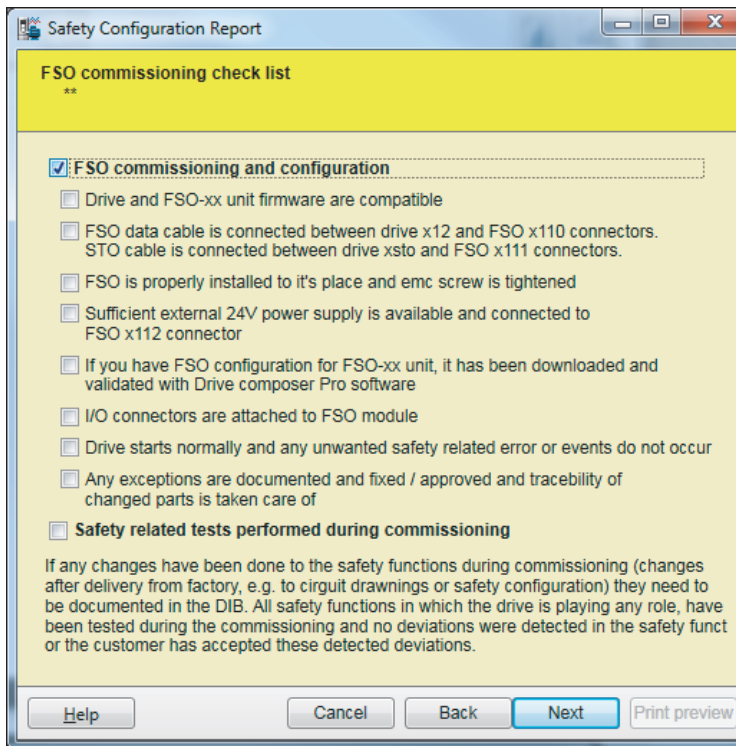 Safety Configuration Report
FSO commissioning check list
**
FSO commissioning and configuration
Drive and FSO-xx unit firmware are compatible
FSO data cable is connected between drive x12 and FSO x110 connectors.
STO cable is connected between drive xsto and FSO x111 connectors.
FSO is properly installed to it's place and emc screw is tightened
Sufficient external 24V power supply is available and connected to
FSO x112 connector
If you have FSO configuration for FSO-xx unit, it has been downloaded and
validated with Drive composer Pro software
I/O connectors are attached to FSO module
Drive starts normally and any unwanted safety related error or events do not occur
Any exceptions are documented and fixed / approved and tracebility of
changed parts is taken care of
Safety related tests performed during commissioning
If any changes have been done to the safety functions during commissioning (changes
after delivery from factory, e.g. to cirguit drawnings or safety configuration) they need to
be documented in the DIB. All safety functions in which the drive is playing any role, have
been tested during the commissioning and no deviations were detected in the safety funct
or the customer has accepted these detected deviations.
Help
Cancel
Back
Next
Print preview